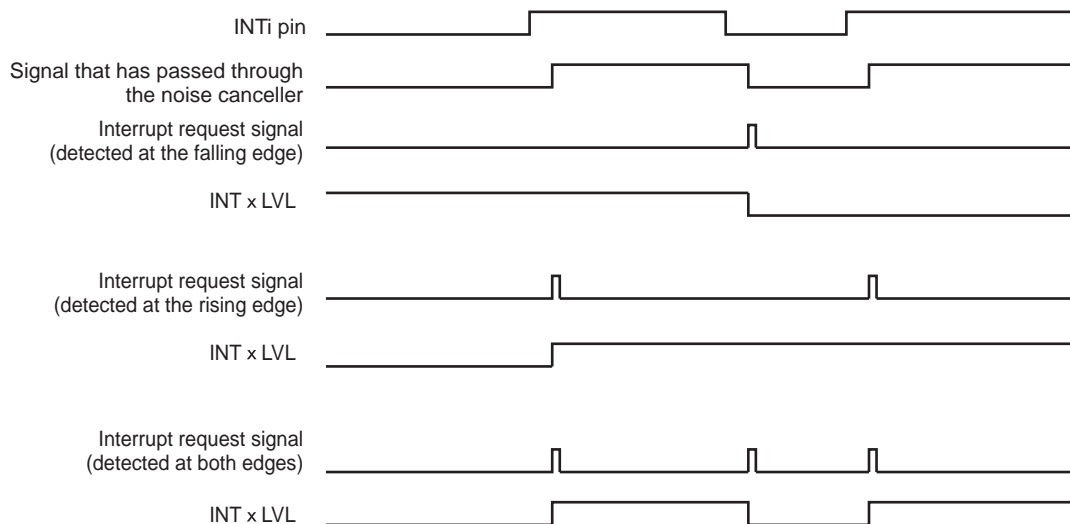 INTi pin
Signal that has passed through
the noise canceller
Interrupt request signal
(detected at the falling edge)
INT x LVL
Interrupt request signal
(detected at the rising edge)
INT x LVL
Interrupt request signal
(detected at both edges)
INT x LVL